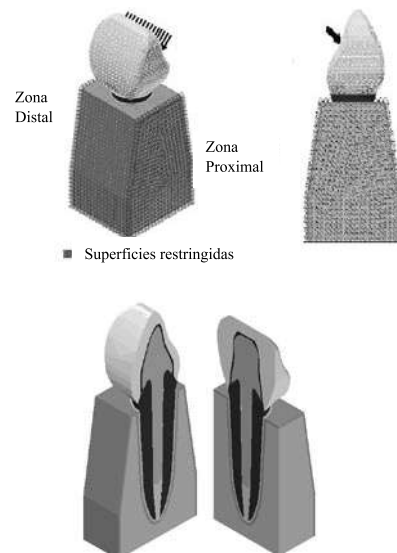 Zona
Distal
Zona
Proximal
Superficies restringidas